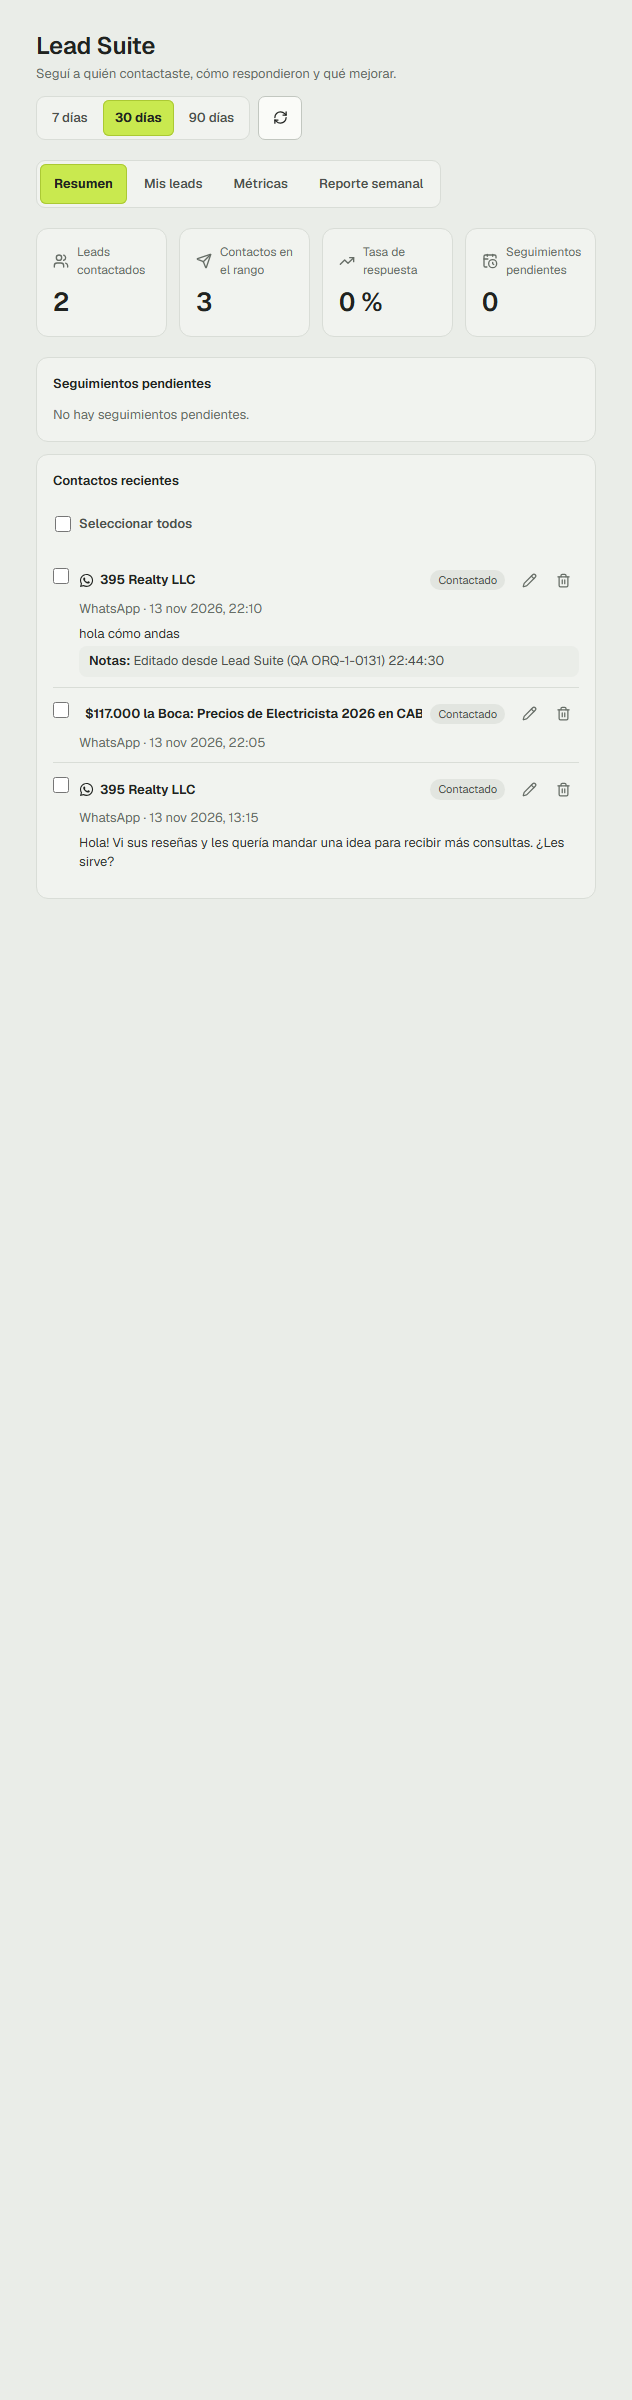 Lead Suite
Seguí a quién contactaste, cómo respondieron y qué mejorar.
7 días
30 días
90 días
Resumen
Mis leads
Métricas
Reporte semanal
Leads
contactados
2
Contactos en
el rango
3
Tasa de
respuesta
0 %
Seguimientos
pendientes
0
Seguimientos pendientes
No hay seguimientos pendientes.
Contactos recientes
Seleccionar todos
395 Realty LLC
Contactado
WhatsApp · 13 nov 2026, 22:10
hola cómo andas
Notas: Editado desde Lead Suite (QA ORQ-1-0131) 22:44:30
$117.000 la Boca: Precios de Electricista 2026 en CAB
Contactado
WhatsApp · 13 nov 2026, 22:05
395 Realty LLC
Contactado
WhatsApp · 13 nov 2026, 13:15
Hola! Vi sus reseñas y les quería mandar una idea para recibir más consultas. ¿Les
sirve?